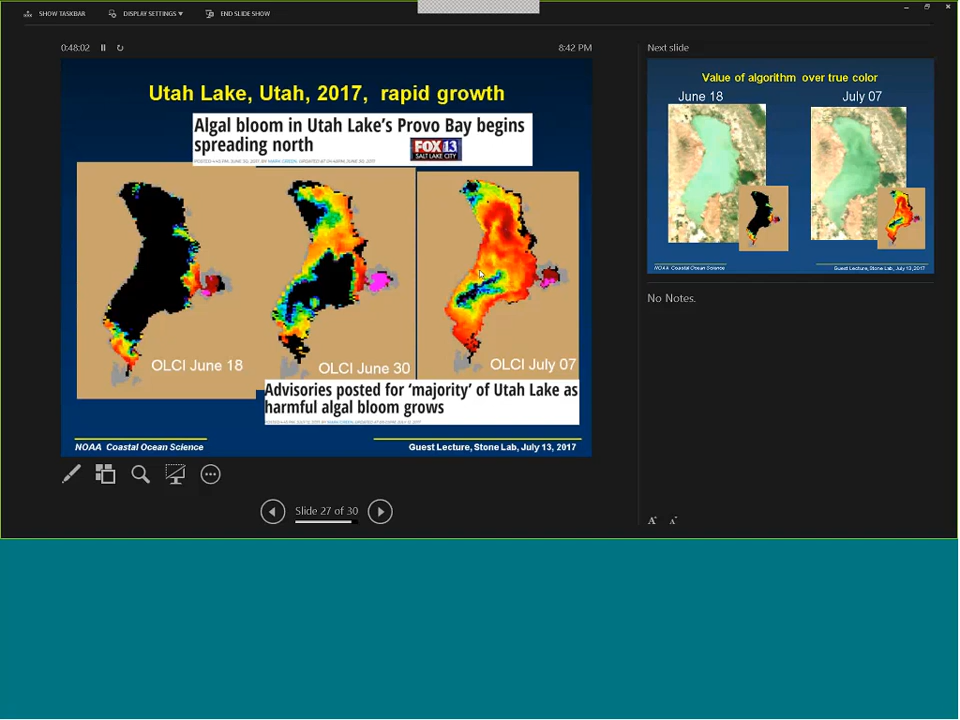 SHOW TASKBAR
DISPLAY SETTINGS
END SLIDE SHOW
0:48:02
8:42 PM
Utah Lake, Utah, 2017, rapid growth
Algal bloom in Utah Lake's Provo Bay begins
spreading north
FOX 13
SALT LAKE CITY
OLCI June 18
OLCI June 30
OLCI July 07
Advisories posted for 'majority' of Utah Lake as
harmful algal bloom grows
NOAA Coastal Ocean Science
Guest Lecture, Stone Lab, July 13, 2017
Slide 27 of 30
Next slide
Value of algorithm over true color
June 18
July 07
NOAA Coastal Ocean Science
Guest Lecture, Stone Lab, July 13, 2017
No Notes.
A
A